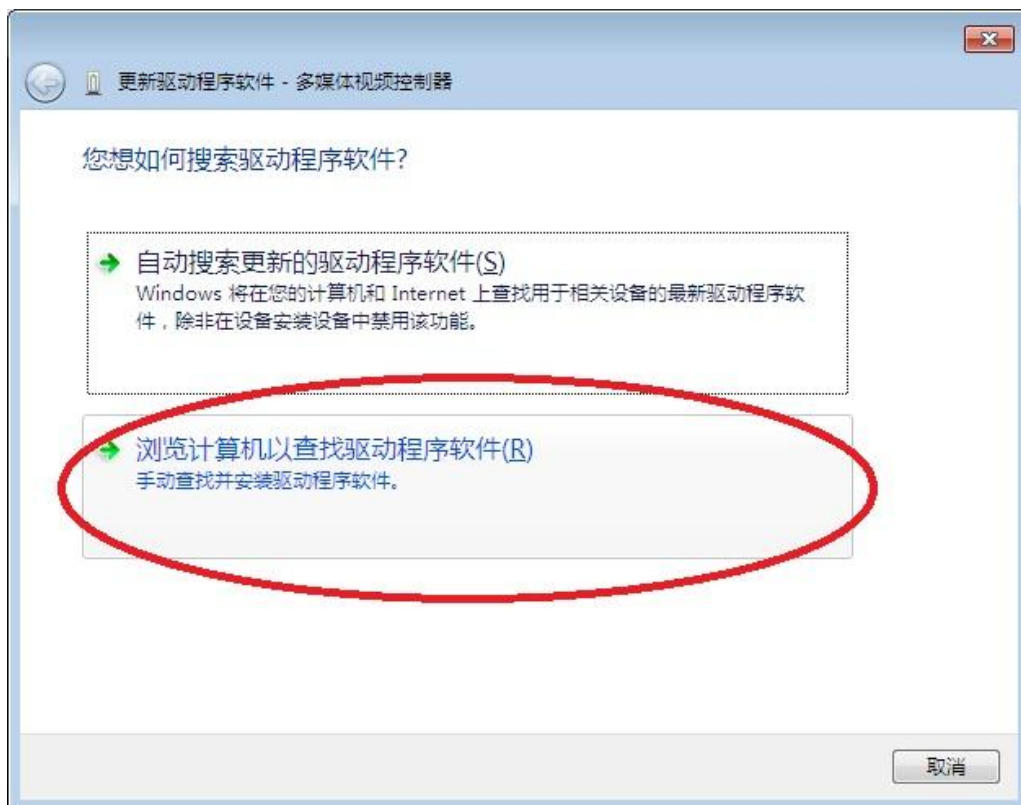 更新驱动程序软件 - 多媒体视频控制器
您想如何搜索驱动程序软件?
自动搜索更新的驱动程序软件(S)
Windows 将在您的计算机和 Internet 上查找用于相关设备的最新驱动程序软
件，除非在设备安装设备中禁用该功能。
浏览计算机以查找驱动程序软件(R)
手动查找并安装驱动程序软件。
取消